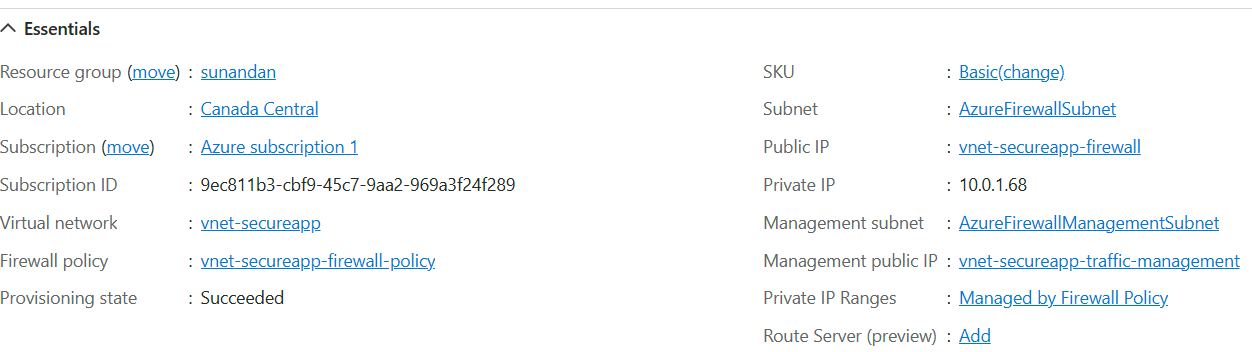 Essentials
Resource group (move) : sunandan
Location : Canada Central
Subscription (move) : Azure subscription 1
Subscription ID : 9ec811b3-cbf9-45c7-9aa2-969a3f24f289
Virtual network : vnet-secureapp
Firewall policy : vnet-secureapp-firewall-policy
Provisioning state : Succeeded
SKU : Basic(change)
Subnet : AzureFirewallSubnet
Public IP : vnet-secureapp-firewall
Private IP : 10.0.1.68
Management subnet : AzureFirewallManagementSubnet
Management public IP : vnet-secureapp-traffic-management
Private IP Ranges : Managed by Firewall Policy
Route Server (preview) : Add